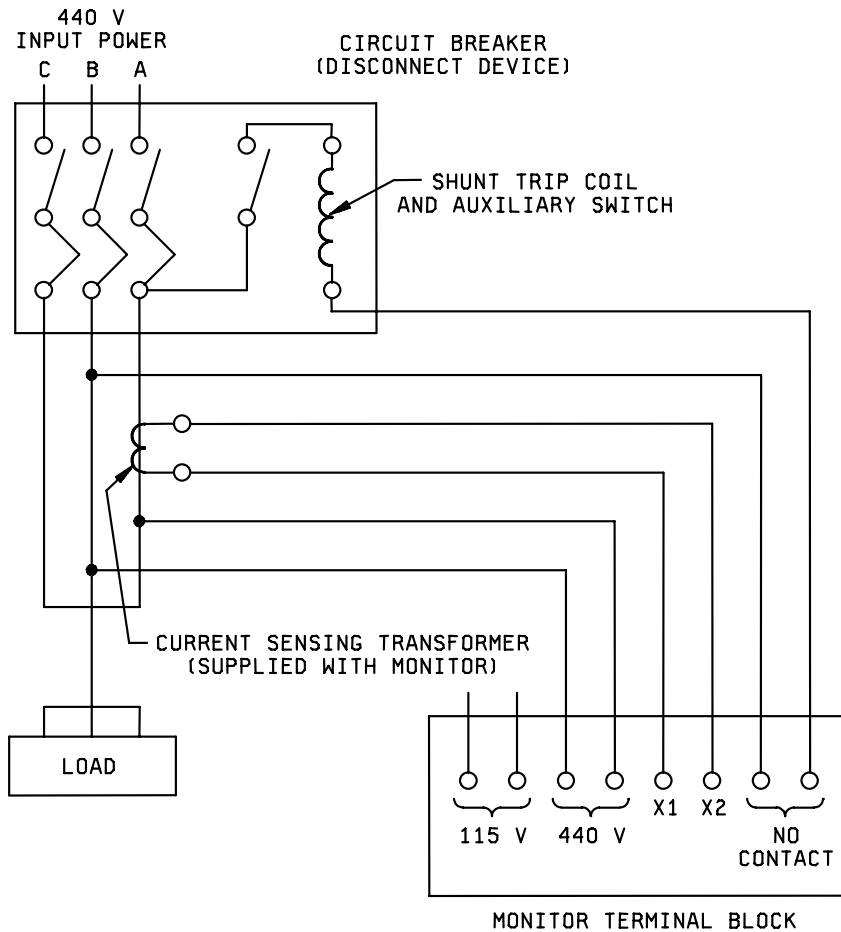 440 V
INPUT POWER
C B A
CIRCUIT BREAKER
(DISCONNECT DEVICE)
SHUNT TRIP COIL
AND AUXILIARY SWITCH
CURRENT SENSING TRANSFORMER
(SUPPLIED WITH MONITOR)
LOAD
115 V
440 V
X1
X2
NO
CONTACT
MONITOR TERMINAL BLOCK